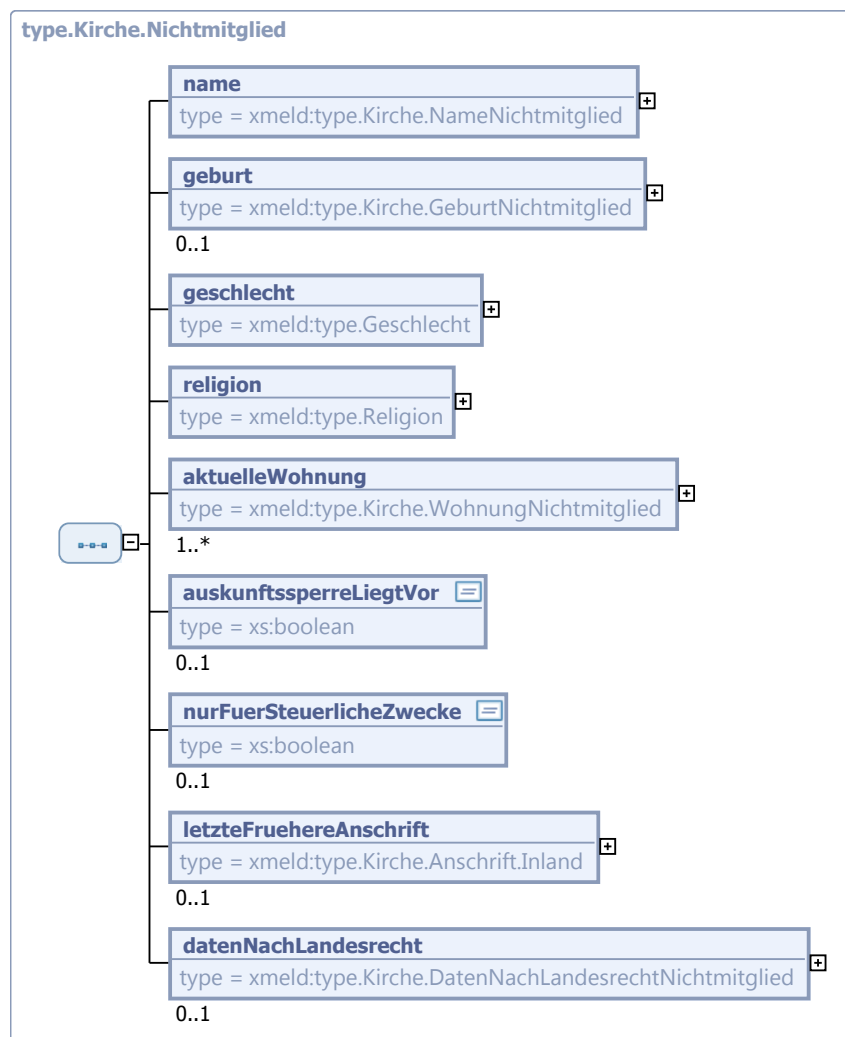 type.Kirche.Nichtmitglied
name
type = xmeld:type.Kirche.NameNichtmitglied
geburt
type = xmeld:type.Kirche.GeburtNichtmitglied
0..1
geschlecht
type = xmeld:type.Geschlecht
religion
type = xmeld:type.Religion
aktuelleWohnung
type = xmeld:type.Kirche.WohnungNichtmitglied
1..*
auskunftssperreLiegtVor
type = xs:boolean
0..1
nurFuerSteuerlicheZwecke
type = xs:boolean
0..1
letzteFruehereAnschrift
type = xmeld:type.Kirche.Anschrift.Inland
0..1
datenNachLandesrecht
type = xmeld:type.Kirche.DatenNachLandesrechtNichtmitglied
0..1